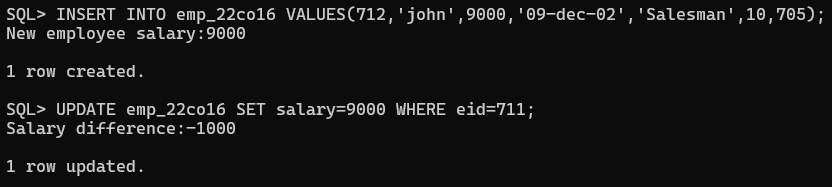 SQL> INSERT INTO emp_22co16 VALUES(712,'john',9000,'09-dec-02','Salesman',10,705);
New employee salary:9000
1 row created.
SQL> UPDATE emp_22co16 SET salary=9000 WHERE eid=711;
Salary difference:-1000
1 row updated.